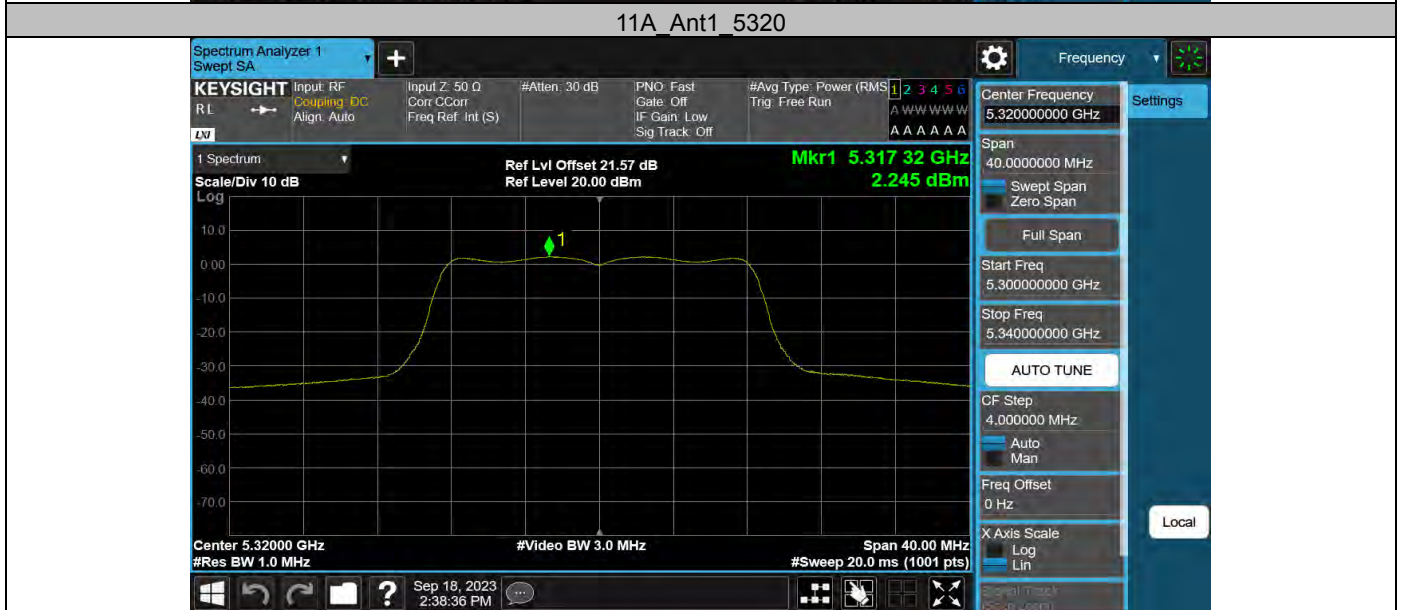 11A_Ant1_5320
Spectrum Analyzer 1
Swept SA
+
Frequency
KEYSIGHT
Input: RF
Coupling: DC
Align: Auto
RL
LXI
Input Z: 50 Ω
Corr CCorr
Freq Ref: Int (S)
#Atten: 30 dB
PNO: Fast
Gate: Off
IF Gain: Low
Sig Track: Off
#Avg Type: Power (RMS
Trig: Free Run
1 2 3 4 5 6
A W W W W W
A A A A A A
1 Spectrum
Scale/Div 10 dB
Log
Ref Lvl Offset 21.57 dB
Ref Level 20.00 dBm
Mkr1 5.317 32 GHz
2.245 dBm
1
10.0
0.00
-10.0
-20.0
-30.0
-40.0
-50.0
-60.0
-70.0
Center 5.32000 GHz
#Res BW 1.0 MHz
#Video BW 3.0 MHz
Span 40.00 MHz
#Sweep 20.0 ms (1001 pts)
Center Frequency
5.320000000 GHz
Span
40.0000000 MHz
Swept Span
Zero Span
Full Span
Start Freq
5.300000000 GHz
Stop Freq
5.340000000 GHz
AUTO TUNE
CF Step
4.000000 MHz
Auto
Man
Freq Offset
0 Hz
X Axis Scale
Log
Lin
Settings
Local
?
Sep 18, 2023
2:38:36 PM